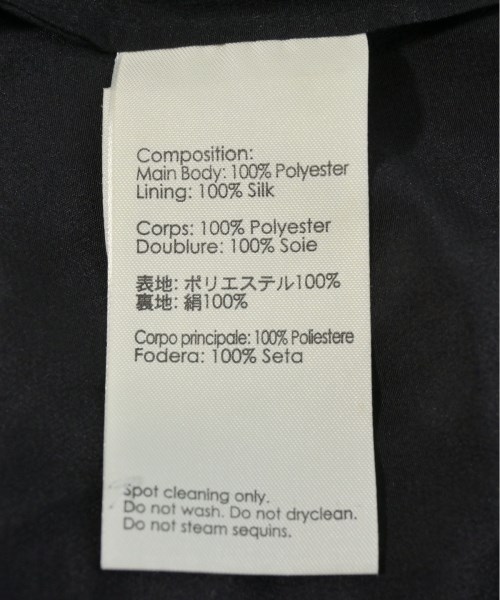 Composition:
Main Body: 100% Polyester
Lining: 100% Silk
Corps: 100% Polyester
Doublure: 100% Soie
表地: ポリエステル100%
裏地: 絹100%
Corpo principale: 100% Poliestere
Fodera: 100% Seta
Spot cleaning only.
Do not wash. Do not dryclean.
Do not steam sequins.